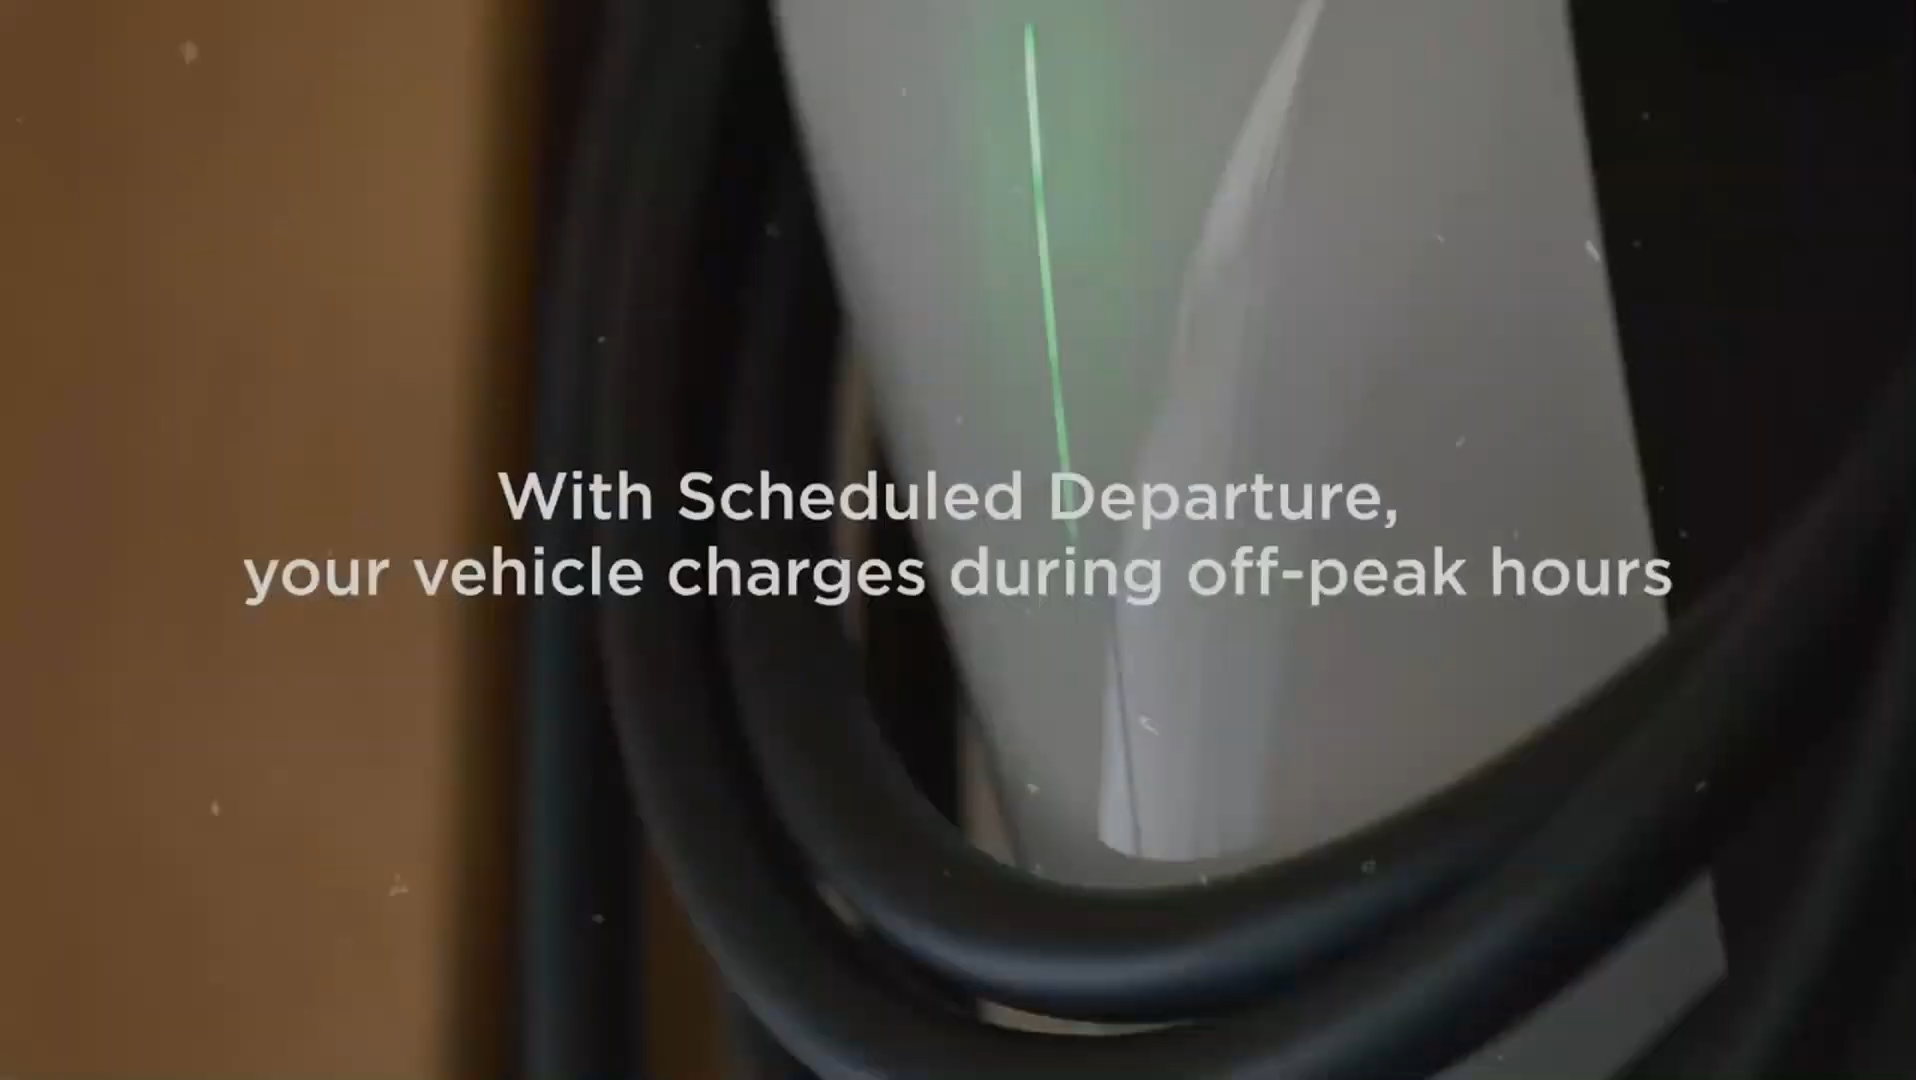 With Scheduled Departure,
your vehicle charges during off-peak hours